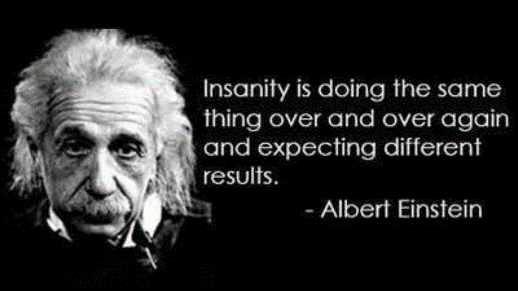 Insanity is doing the same
thing over and over again
and expecting different
results.
- Albert Einstein